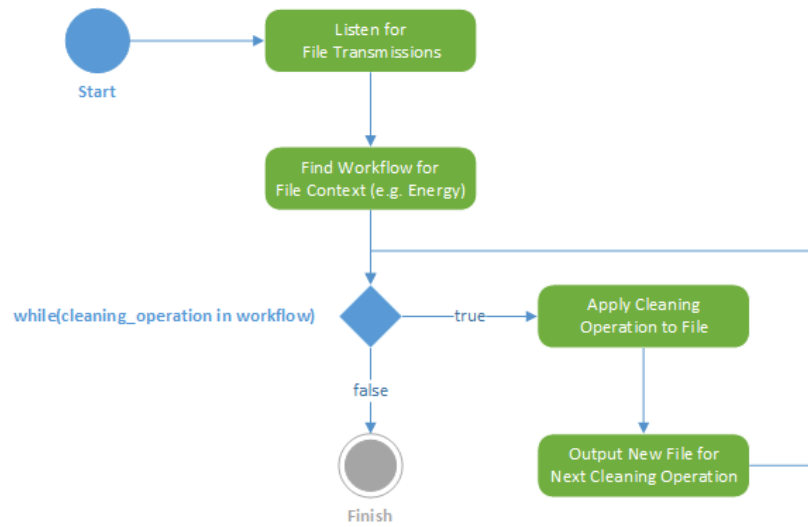 Listen for
File Transmissions
Start
Find Workflow for
File Context (e.g. Energy)
while(cleaning_operation in workflow)
true
Apply Cleaning
Operation to File
false
Output New File for
Next Cleaning Operation
Finish